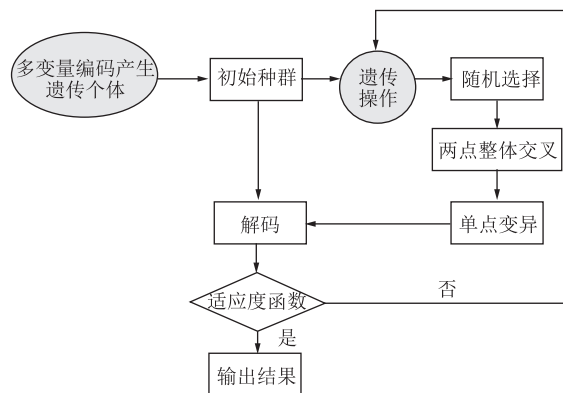 多变量编码产生
遗传个体
初始种群
遗传
操作
随机选择
两点整体交叉
单点变异
解码
适应度函数
否
是
输出结果